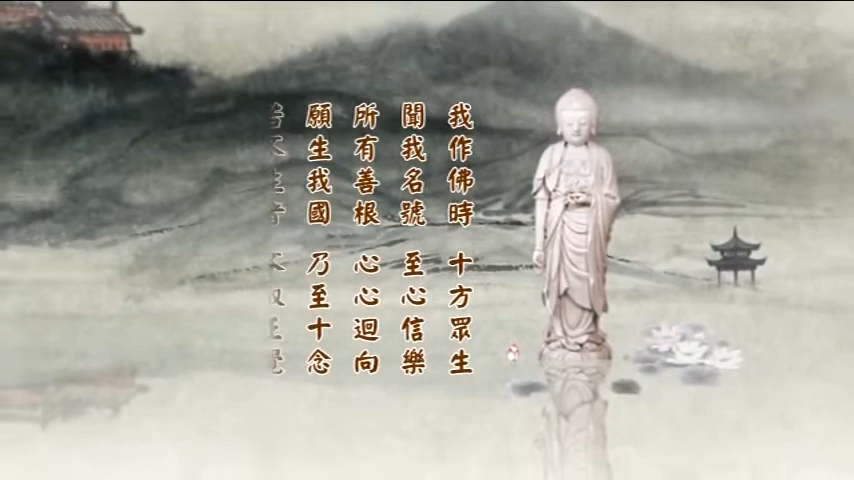 我作佛時 十方眾生
聞我名號 至心信樂
所有善根 心心迴向
願生我國 乃至十念